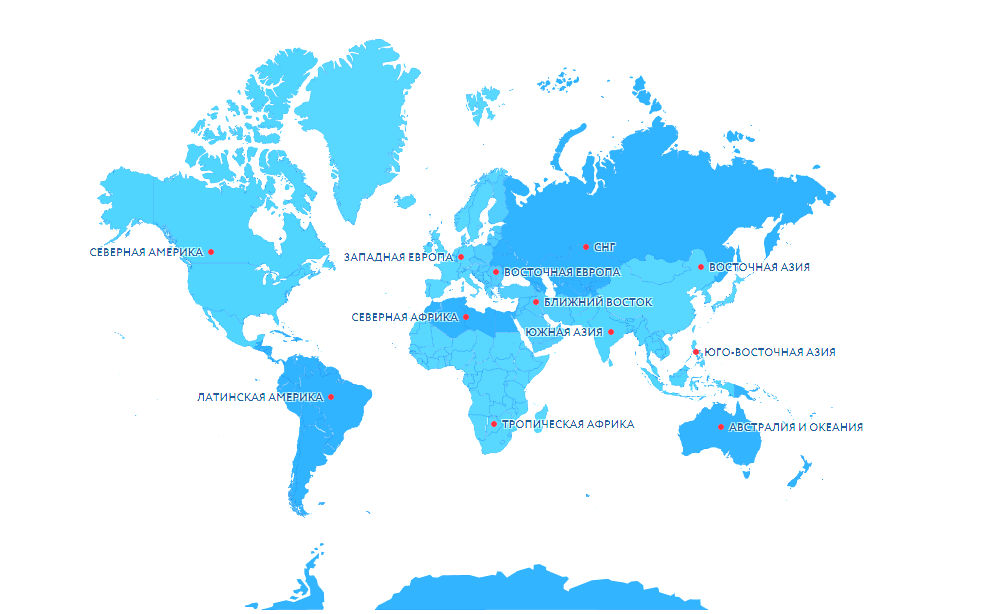 СЕВЕРНАЯ АМЕРИКА
ЗАПАДНАЯ ЕВРОПА
СНГ
ВОСТОЧНАЯ ЕВРОПА
ВОСТОЧНАЯ АЗИЯ
БЛИЖНИЙ ВОСТОК
СЕВЕРНАЯ АФРИКА
ЮЖНАЯ АЗИЯ
ЮГО-ВОСТОЧНАЯ АЗИЯ
ЛАТИНСКАЯ АМЕРИКА
ТРОПИЧЕСКАЯ АФРИКА
АВСТРАЛИЯ И ОКЕАНИЯ